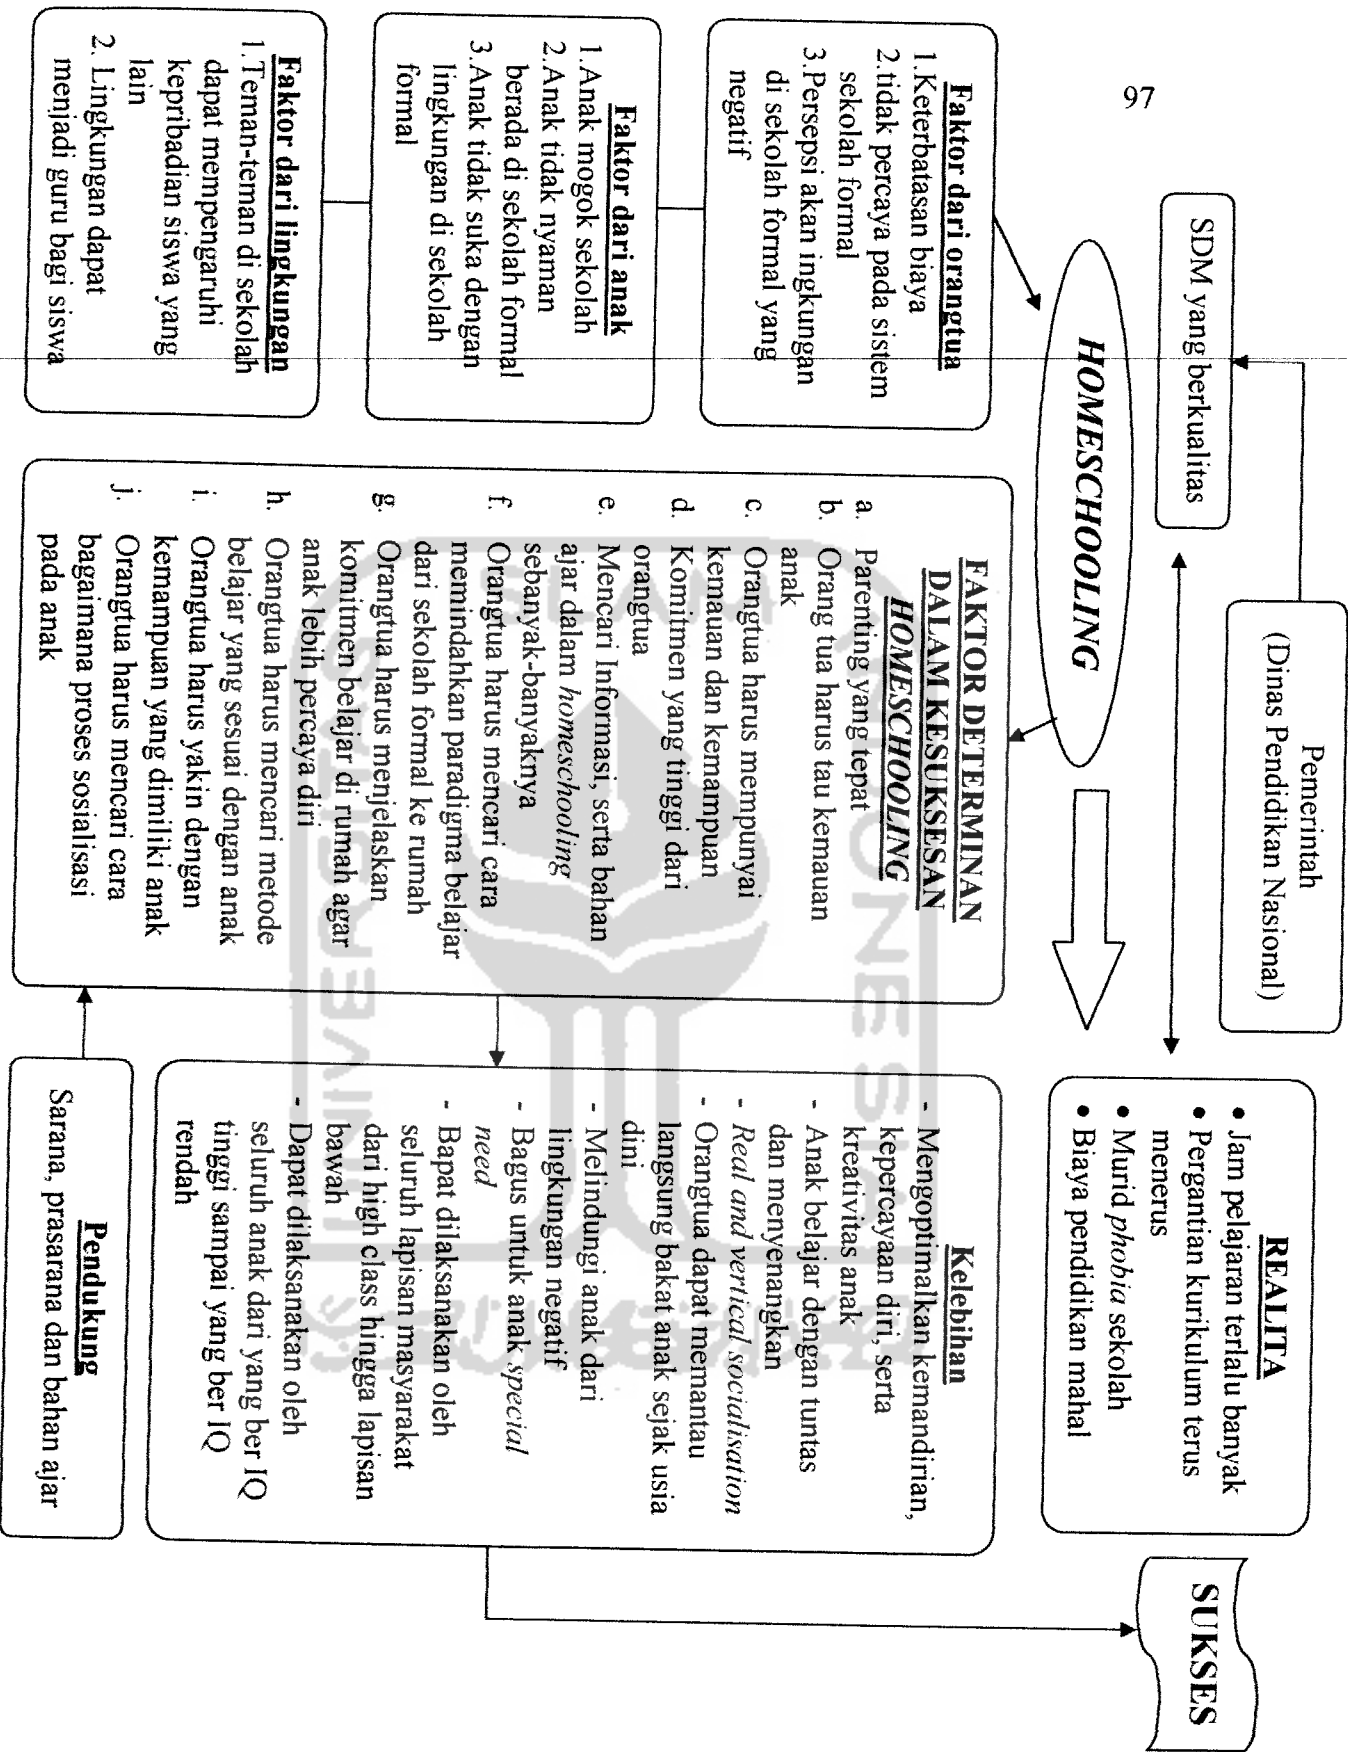 97
Pemerintah
(Dinas Pendidikan Nasional)
SDM yang berkualitas
REALITA
• Jam pelajaran terlalu banyak
• Pergantian kurikulum terus
menerus
• Murid phobia sekolah
• Biaya pendidikan mahal
SUKSES
HOMESCHOOLING
Faktor dari orangtua
1.Keterbatasan biaya
2.tidak percaya pada sistem
sekolah formal
3.Persepsi akan ingkungan
di sekolah formal yang
negatif
Faktor dari anak
1.Anak mogok sekolah
2.Anak tidak nyaman
berada di sekolah formal
3.Anak tidak suka dengan
lingkungan di sekolah
formal
Faktor dari lingkungan
1.Teman-teman di sekolah
dapat mempengaruhi
kepribadian siswa yang
lain
2. Lingkungan dapat
menjadi guru bagi siswa
FAKTOR DETERMINAN
DALAM KESUKSESAN
HOMESCHOOLING
a. Parenting yang tepat
b. Orang tua harus tau kemauan
anak
c. Orangtua harus mempunyai
kemauan dan kemampuan
d. Komitmen yang tinggi dari
orangtua
e. Mencari Informasi, serta bahan
ajar dalam homeschooling
sebanyak-banyaknya
f. Orangtua harus mencari cara
memindahkan paradigma belajar
dari sekolah formal ke rumah
g. Orangtua harus menjelaskan
komitmen belajar di rumah agar
anak lebih percaya diri
h. Orangtua harus mencari metode
belajar yang sesuai dengan anak
i. Orangtua harus yakin dengan
kemampuan yang dimiliki anak
j. Orangtua harus mencari cara
bagaimana proses sosialisasi
pada anak
Kelebihan
- Mengoptimalkan kemandirian,
kepercayaan diri, serta
kreativitas anak
- Anak belajar dengan tuntas
dan menyenangkan
- Real and vertical socialisation
- Orangtua dapat memantau
langsung bakat anak sejak usia
dini
- Melindungi anak dari
lingkungan negatif
- Bagus untuk anak special
need
- Bapat dilaksanakan oleh
seluruh lapisan masyarakat
dari high class hingga lapisan
bawah
- Dapat dilaksanakan oleh
seluruh anak dari yang ber IQ
tinggi sampai yang ber IQ
rendah
Pendukung
Sarana, prasarana dan bahan ajar
UNIVERSITAS
ISLAM
INDONESIA